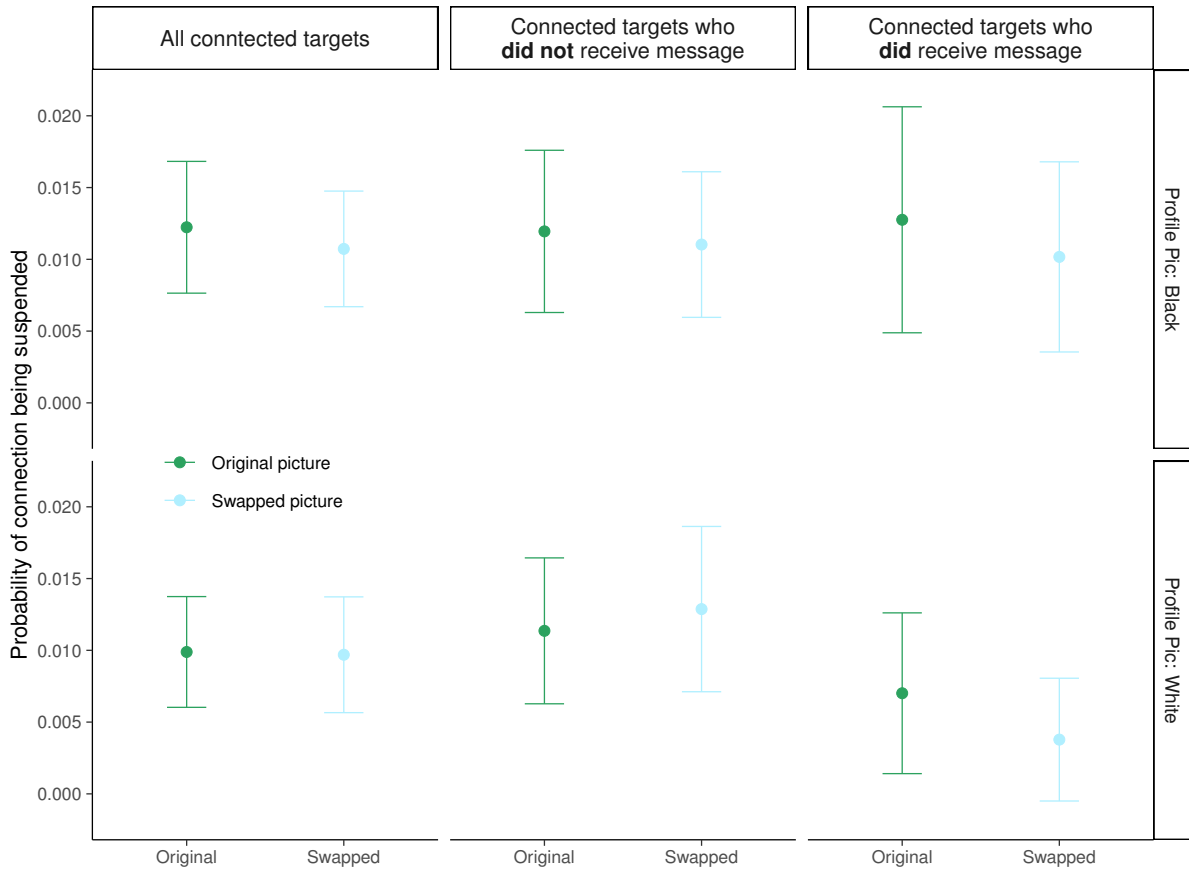 All conntected targets
Connected targets who
did not receive message
Connected targets who
did receive message
Probability of connection being suspended
0.020
0.015
0.010
0.005
0.000
Profile Pic: Black
Original picture
Swapped picture
0.020
0.015
0.010
0.005
0.000
Profile Pic: White
Original
Swapped
Original
Swapped
Original
Swapped